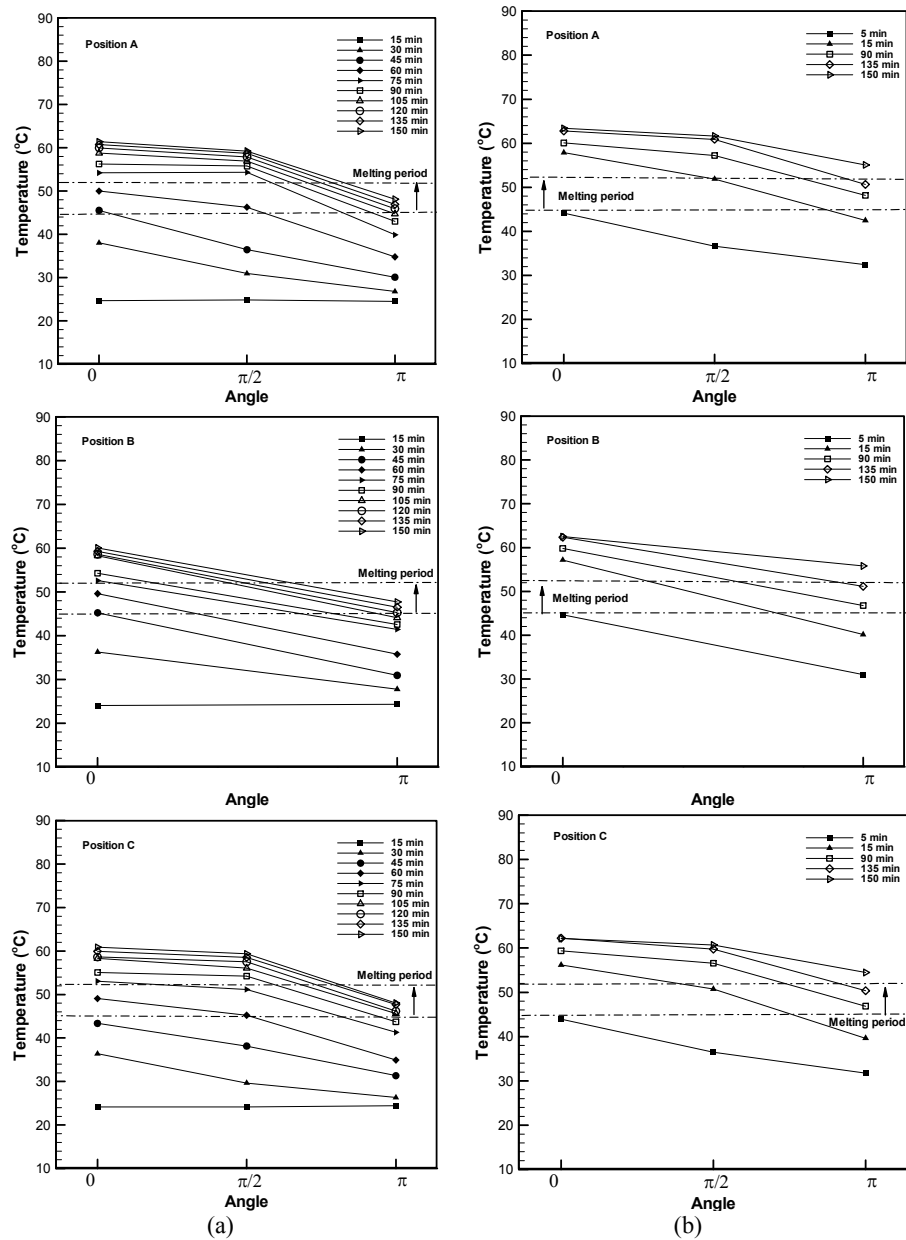 90
80
70
60
50
40
30
20
10
Temperature (°C)
Position A
15 min
30 min
45 min
60 min
75 min
90 min
105 min
120 min
135 min
150 min
Melting period
0
π/2
π
Angle
90
80
70
60
50
40
30
20
10
Temperature (°C)
Position A
5 min
15 min
90 min
135 min
150 min
Melting period
0
π/2
π
Angle
90
80
70
60
50
40
30
20
10
Temperature (°C)
Position B
15 min
30 min
45 min
60 min
75 min
90 min
105 min
120 min
135 min
150 min
Melting period
0
π
Angle
90
80
70
60
50
40
30
20
10
Temperature (°C)
Position B
5 min
15 min
90 min
135 min
150 min
Melting period
0
π
Angle
90
80
70
60
50
40
30
20
10
Temperature (°C)
Position C
15 min
30 min
45 min
60 min
75 min
90 min
105 min
120 min
135 min
150 min
Melting period
0
π/2
π
Angle
(a)
90
80
70
60
50
40
30
20
10
Temperature (°C)
Position C
5 min
15 min
90 min
135 min
150 min
Melting period
0
π/2
π
Angle
(b)